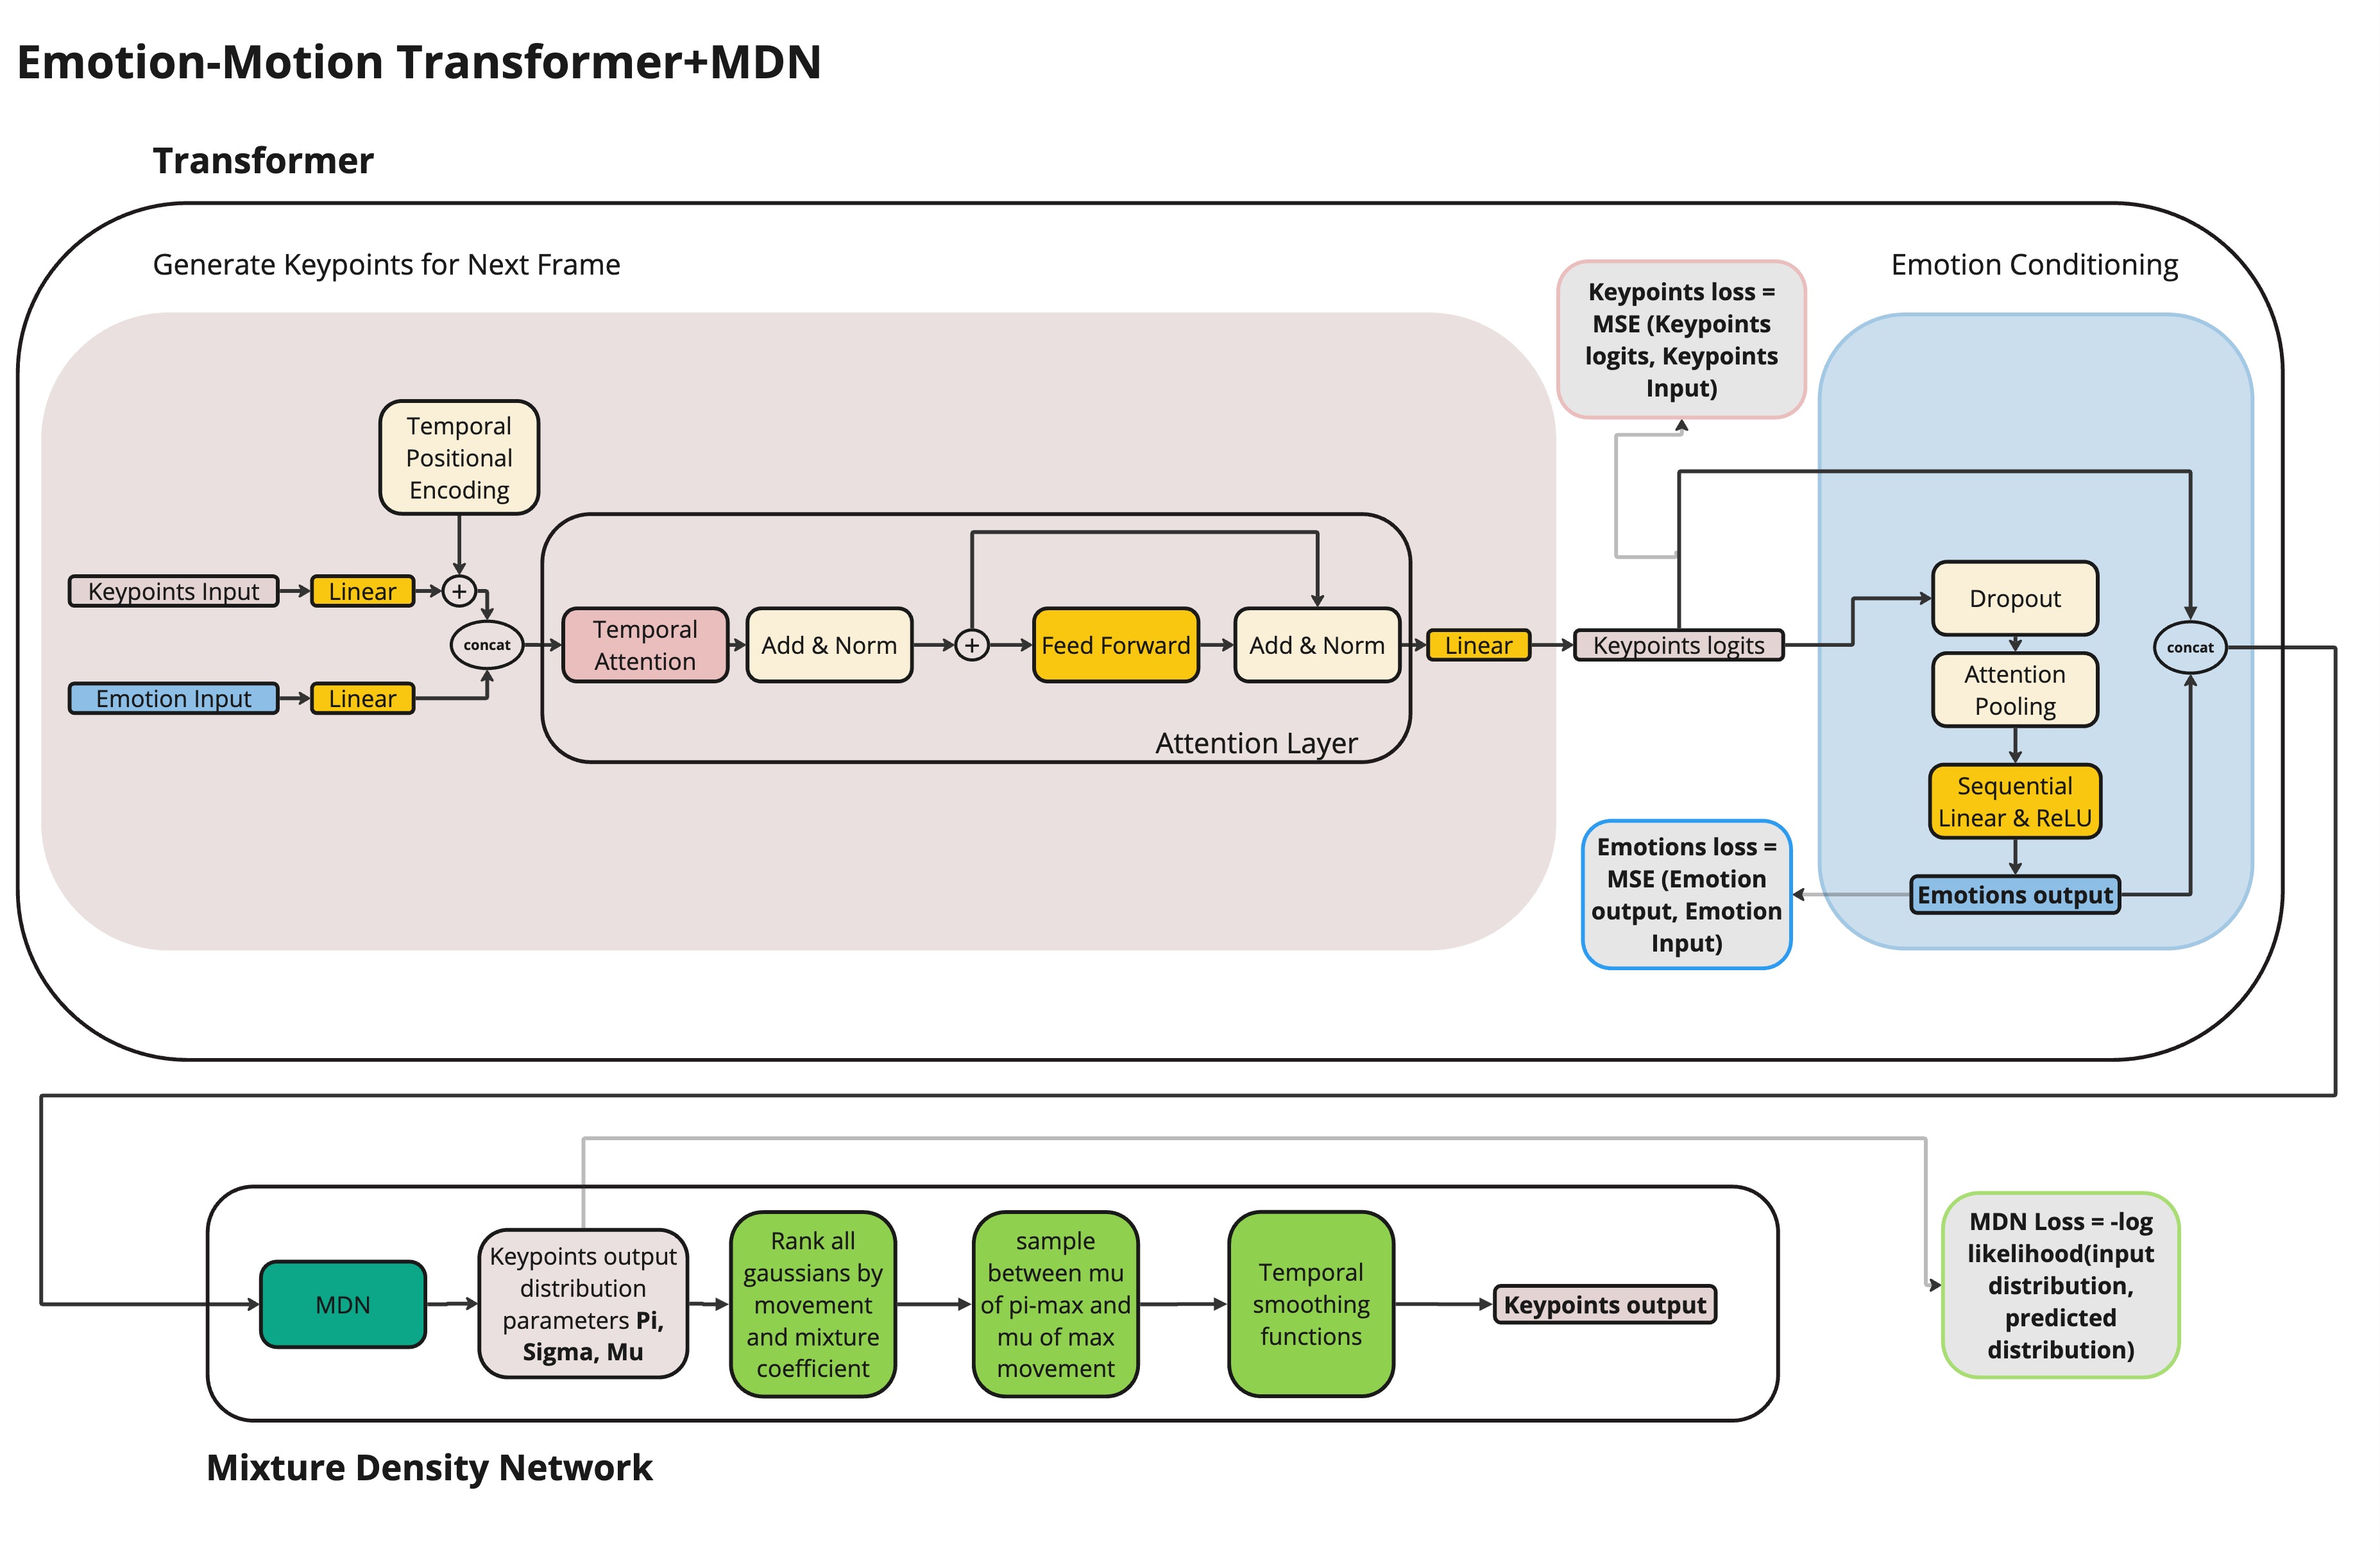 Emotion-Motion Transformer+MDN
Transformer
Generate Keypoints for Next Frame
Emotion Conditioning
Keypoints loss =
MSE (Keypoints
logits, Keypoints
Input)
Temporal
Positional
Encoding
Keypoints Input
Linear
+
concat
Emotion Input
Linear
Temporal
Attention
Add & Norm
+
Feed Forward
Add & Norm
Attention Layer
Linear
Keypoints logits
Dropout
Attention
Pooling
Sequential
Linear & ReLU
Emotions output
concat
Emotions loss =
MSE (Emotion
output, Emotion
Input)
MDN
Keypoints output
distribution
parameters Pi,
Sigma, Mu
Rank all
gaussians by
movement
and mixture
coefficient
sample
between mu
of pi-max and
mu of max
movement
Temporal
smoothing
functions
Keypoints output
MDN Loss = -log
likelihood(input
distribution,
predicted
distribution)
Mixture Density Network